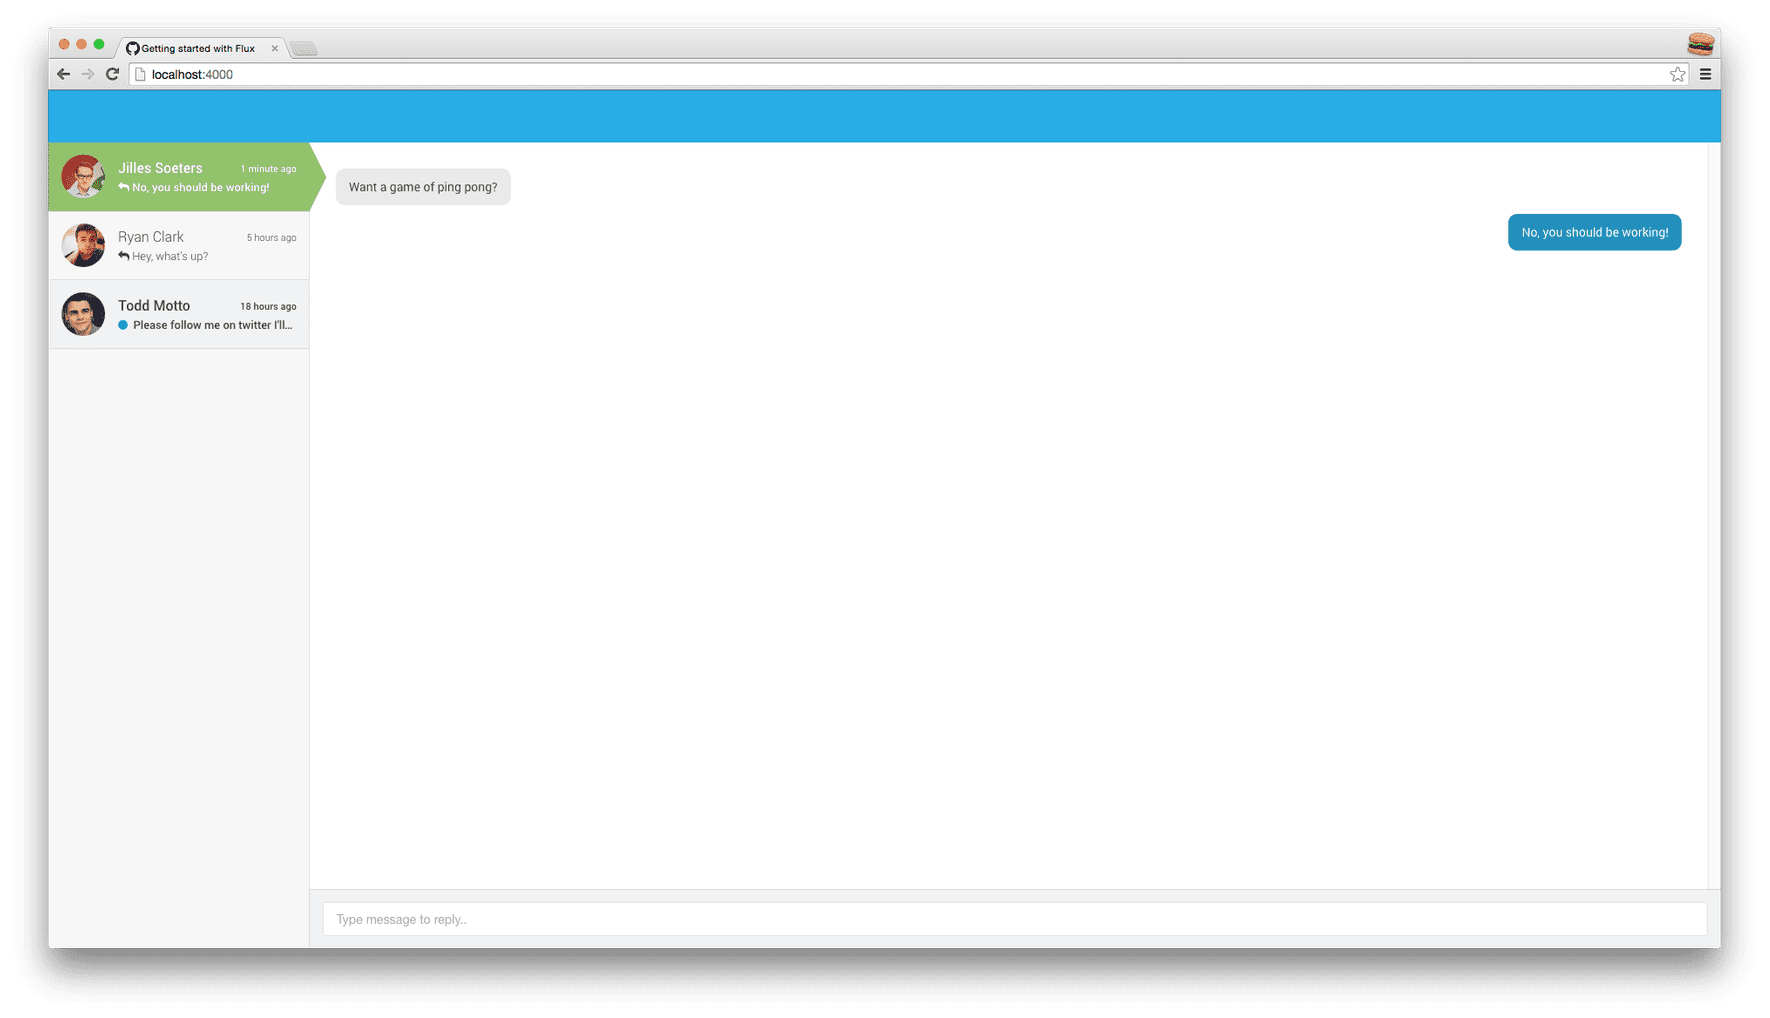 Getting started with Flux
localhost:4000
Jilles Soeters 1 minute ago
No, you should be working!
Ryan Clark 5 hours ago
Hey, what's up?
Todd Motto 18 hours ago
Please follow me on twitter I'll...
Want a game of ping pong?
No, you should be working!
Type message to reply..